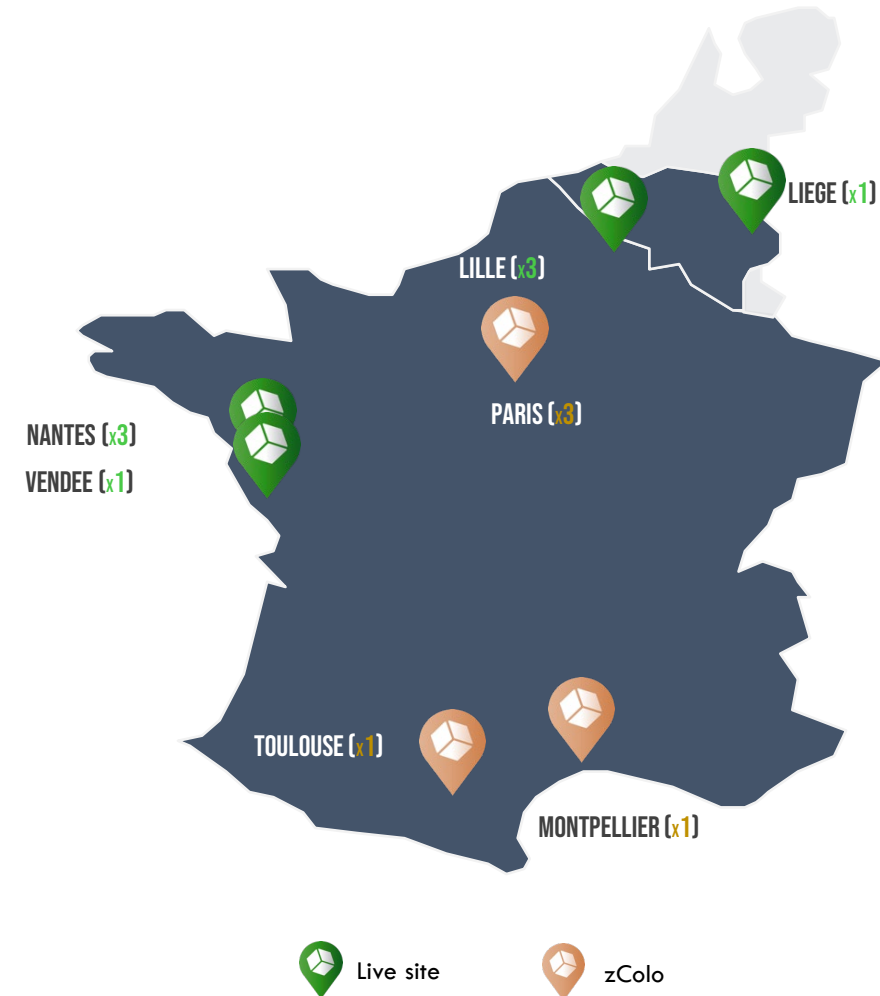 LIEGE (x1)
LILLE (x3)
PARIS (x3)
NANTES (x3)
VENDEE (x1)
TOULOUSE (x1)
MONTPELLIER (x1)
Live site
zColo